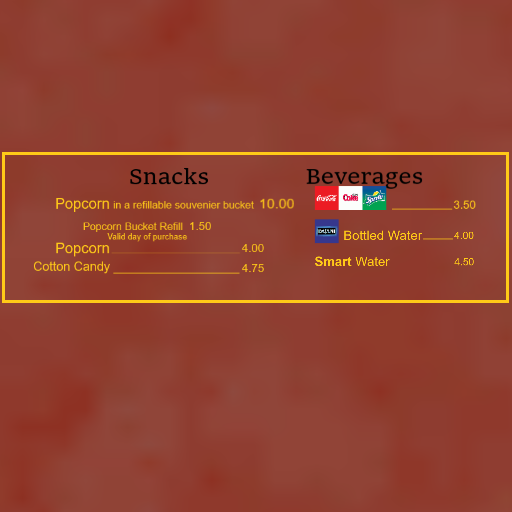 Snacks
Popcorn in a refillable souvenier bucket 10.00
Popcorn Bucket Refill 1.50
Valid day of purchase
Popcorn 4.00
Cotton Candy 4.75
Beverages
Coca-Cola Coke Sprite 3.50
DASANI Bottled Water 4.00
Smart Water 4.50